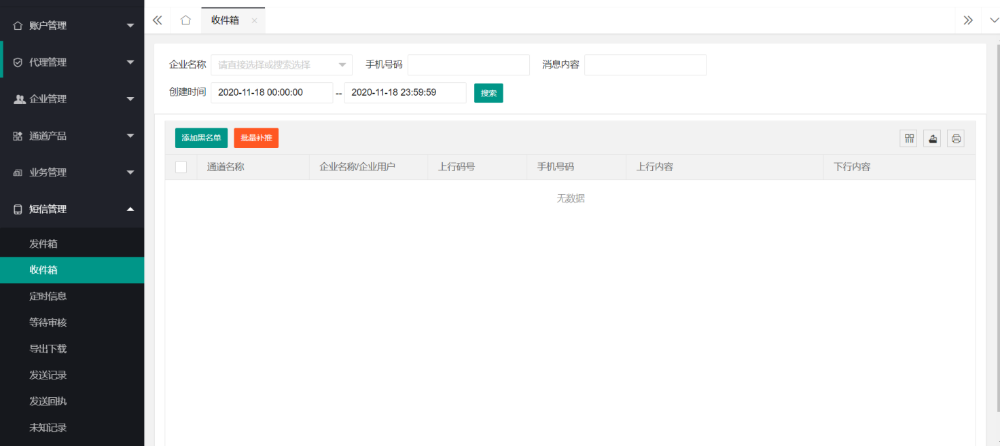 账户管理
代理管理
企业管理
通道产品
业务管理
短信管理
发件箱
收件箱
定时信息
等待审核
导出下载
发送记录
发送回执
未知记录
收件箱
企业名称 请直接选择或搜索选择 手机号码 消息内容
创建时间 2020-11-18 00:00:00 -- 2020-11-18 23:59:59 搜索
添加黑名单 批量补推
通道名称 企业名称/企业用户 上行码号 手机号码 上行内容 下行内容
无数据